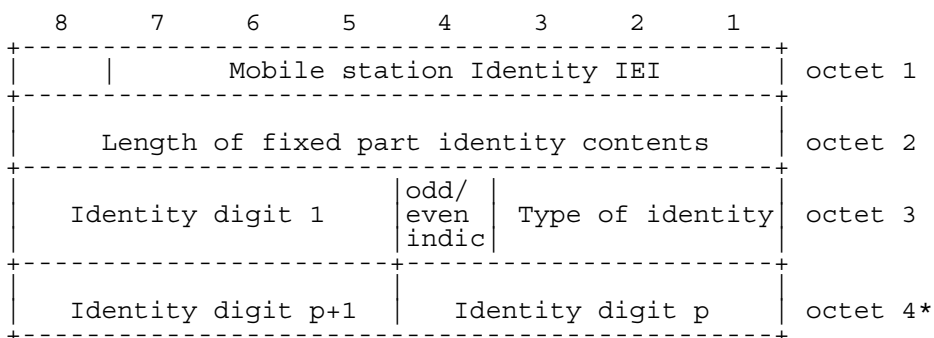 8 7 6 5 4 3 2 1
Mobile station Identity IEI octet 1
Length of fixed part identity contents octet 2
odd/
Identity digit 1 even Type of identity octet 3
indic
Identity digit p+1 Identity digit p octet 4*